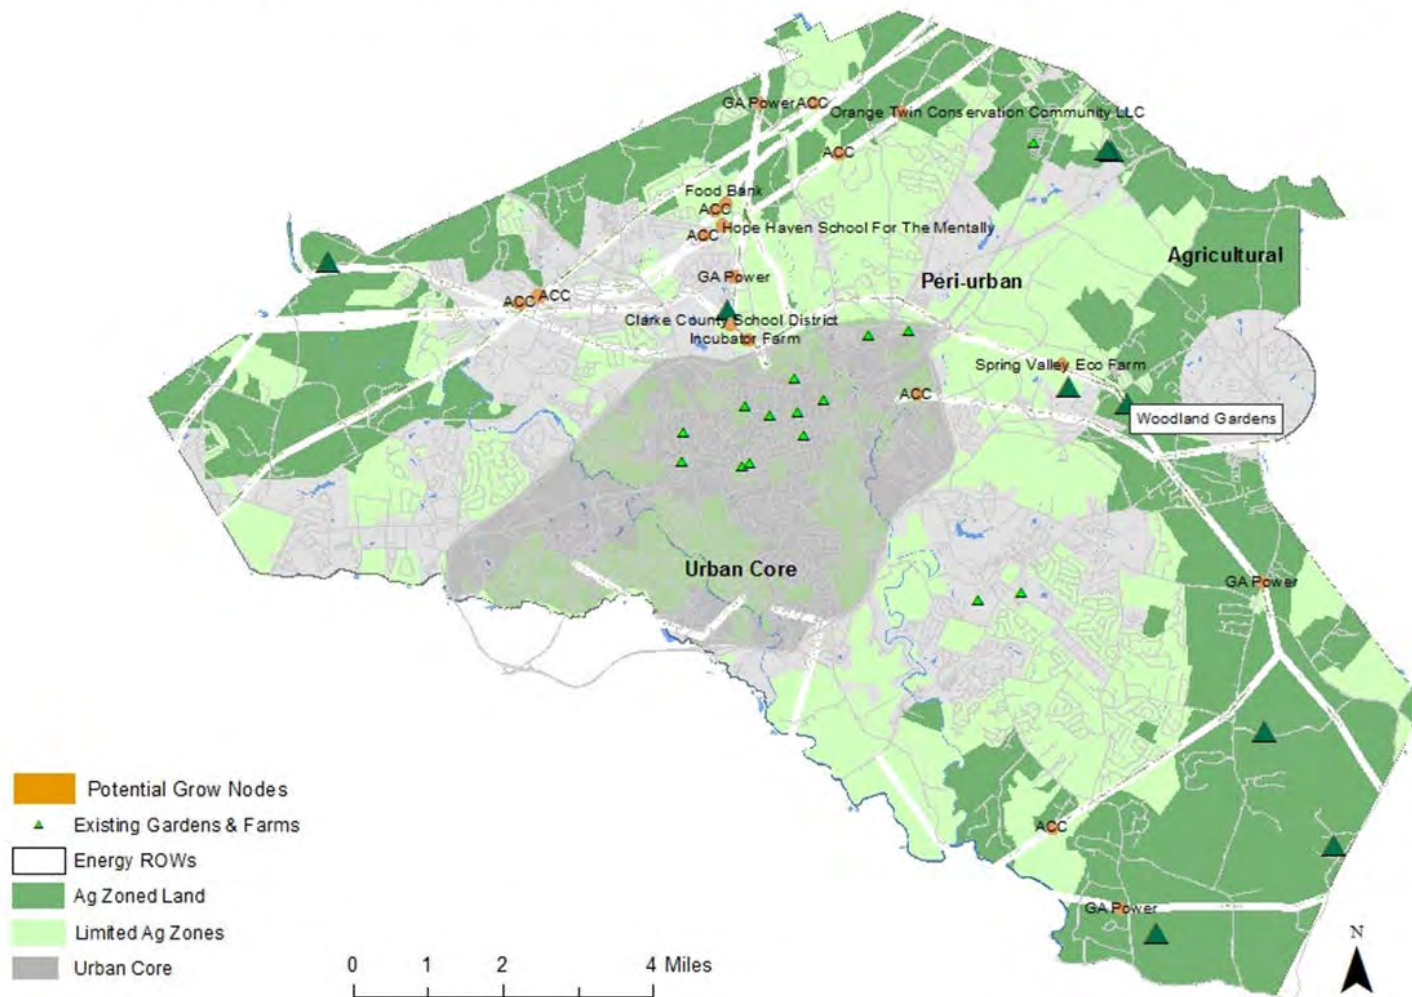 GA Power ACC
Orange Twin Conservation Community LLC
ACC
Food Bank
ACC
Hope Haven School For The Mentally
ACC
Agricultural
GA Power
Peri-urban
ACC
ACC
Clarke County School District
Incubator Farm
Spring Valley Eco Farm
ACC
Woodland Gardens
Urban Core
GA Power
ACC
GA Power
Potential Grow Nodes
Existing Gardens & Farms
Energy ROWs
Ag Zoned Land
Limited Ag Zones
Urban Core
0 1 2 4 Miles
N